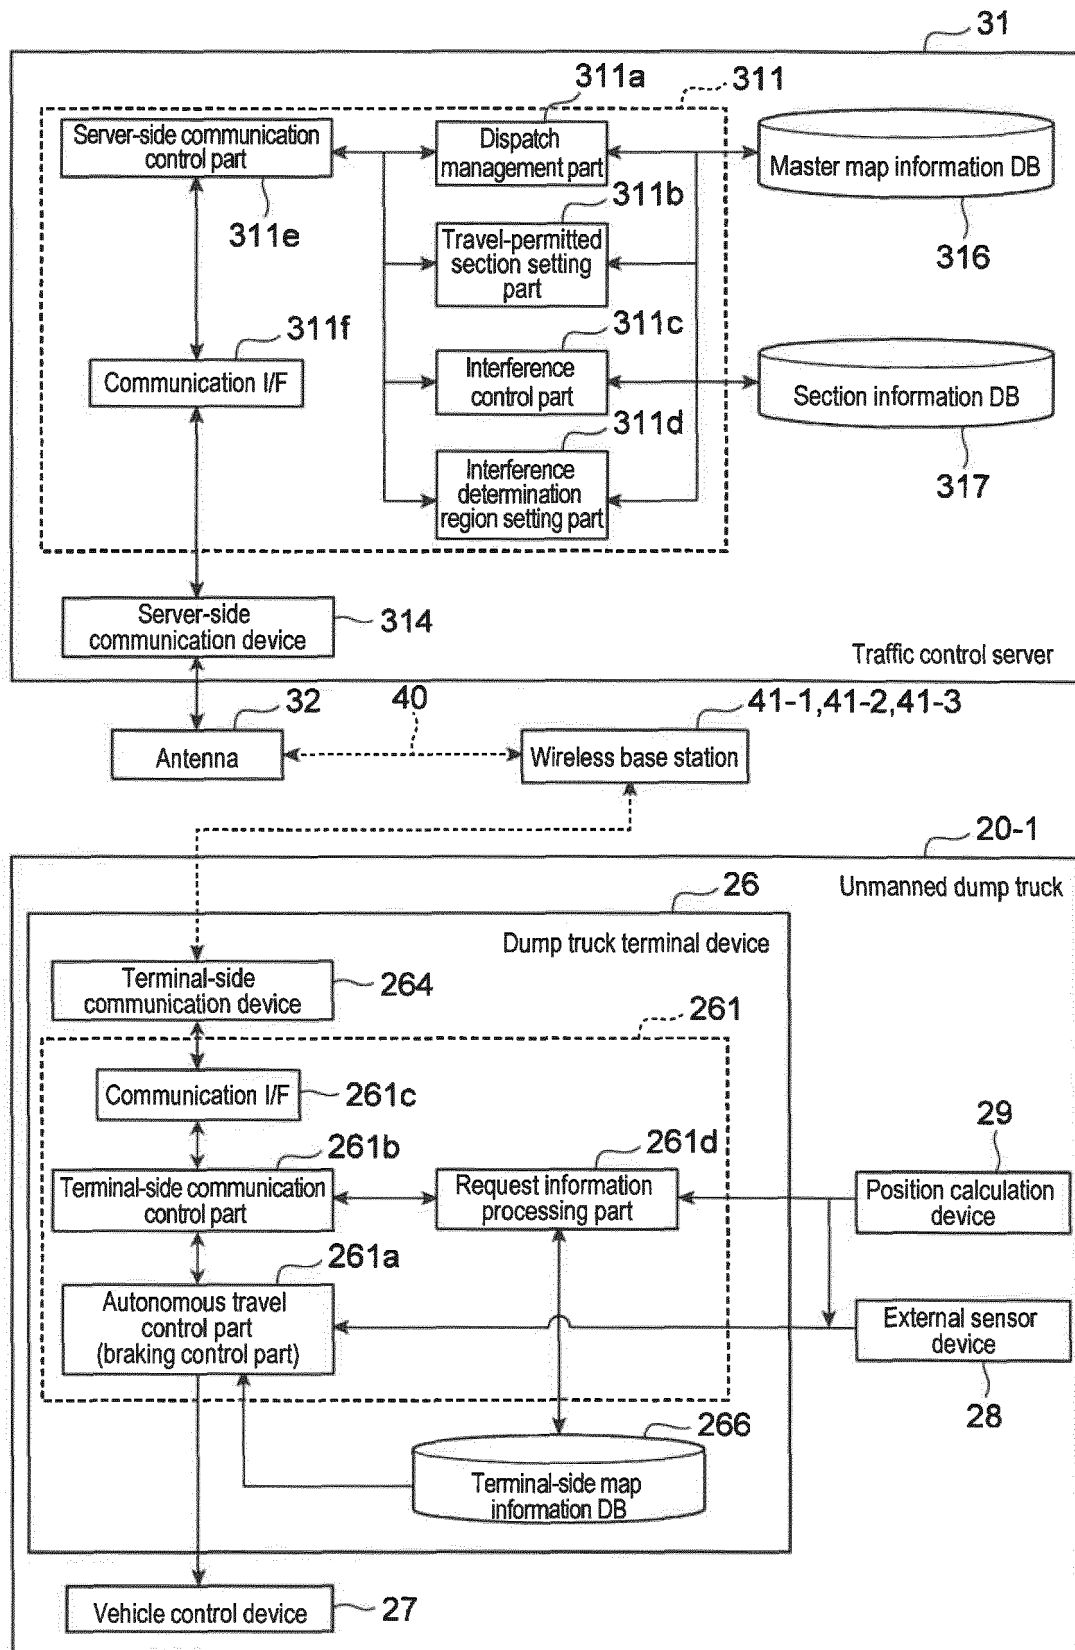 31
311a
311
Server-side communication
control part
Dispatch
management part
Master map information DB
311e
311b
316
Travel-permitted
section setting
part
311f
311c
Communication I/F
Interference
control part
Section information DB
311d
317
Interference
determination
region setting part
Server-side
communication device
314
Traffic control server
32
40
41-1,41-2,41-3
Antenna
Wireless base station
20-1
26
Unmanned dump truck
Dump truck terminal device
Terminal-side
communication device
264
261
Communication I/F
261c
261b
261d
29
Terminal-side communication
control part
Request information
processing part
Position calculation
device
261a
Autonomous travel
control part
(braking control part)
External sensor
device
28
266
Terminal-side map
information DB
Vehicle control device
27